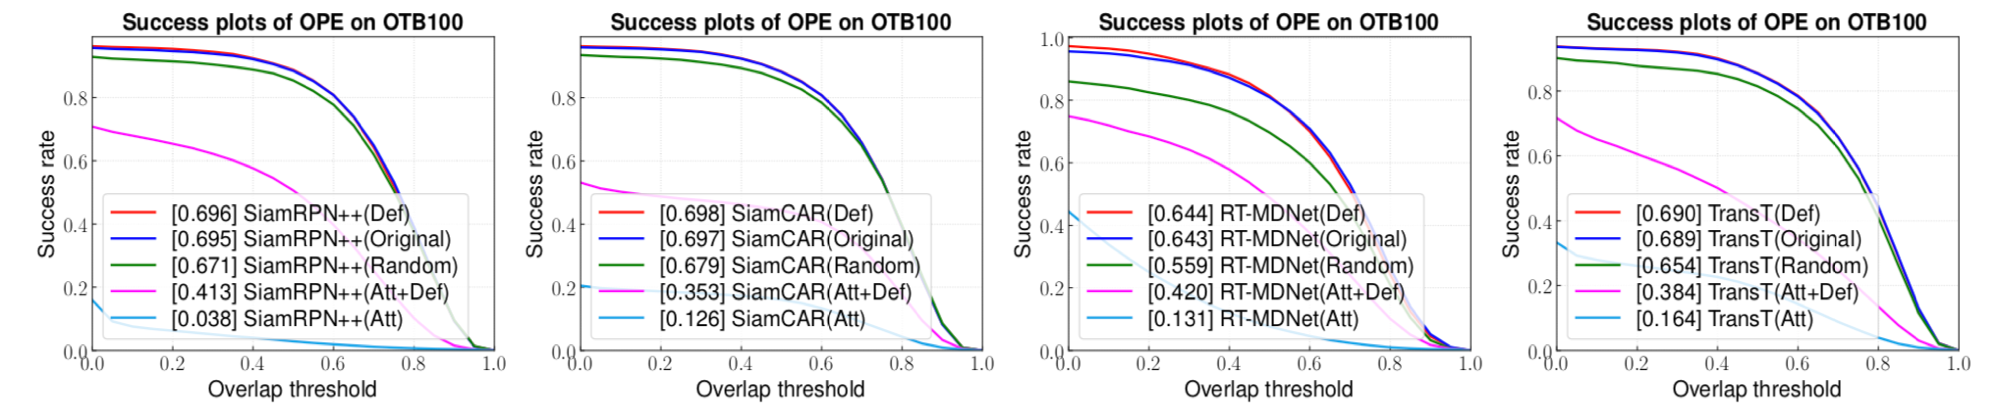 Success plots of OPE on OTB100
Success rate
0.8
0.6
0.4
0.2
0.0
[0.696] SiamRPN++(Def)
[0.695] SiamRPN++(Original)
[0.671] SiamRPN++(Random)
[0.413] SiamRPN++(Att+Def)
[0.038] SiamRPN++(Att)
0.0 0.2 0.4 0.6 0.8 1.0
Overlap threshold
Success plots of OPE on OTB100
Success rate
0.8
0.6
0.4
0.2
0.0
[0.698] SiamCAR(Def)
[0.697] SiamCAR(Original)
[0.679] SiamCAR(Random)
[0.353] SiamCAR(Att+Def)
[0.126] SiamCAR(Att)
0.0 0.2 0.4 0.6 0.8 1.0
Overlap threshold
Success plots of OPE on OTB100
Success rate
1.0
0.8
0.6
0.4
0.2
0.0
[0.644] RT-MDNet(Def)
[0.643] RT-MDNet(Original)
[0.559] RT-MDNet(Random)
[0.420] RT-MDNet(Att+Def)
[0.131] RT-MDNet(Att)
0.0 0.2 0.4 0.6 0.8 1.0
Overlap threshold
Success plots of OPE on OTB100
Success rate
0.8
0.6
0.4
0.2
0.0
[0.690] TransT(Def)
[0.689] TransT(Original)
[0.654] TransT(Random)
[0.384] TransT(Att+Def)
[0.164] TransT(Att)
0.0 0.2 0.4 0.6 0.8 1.0
Overlap threshold